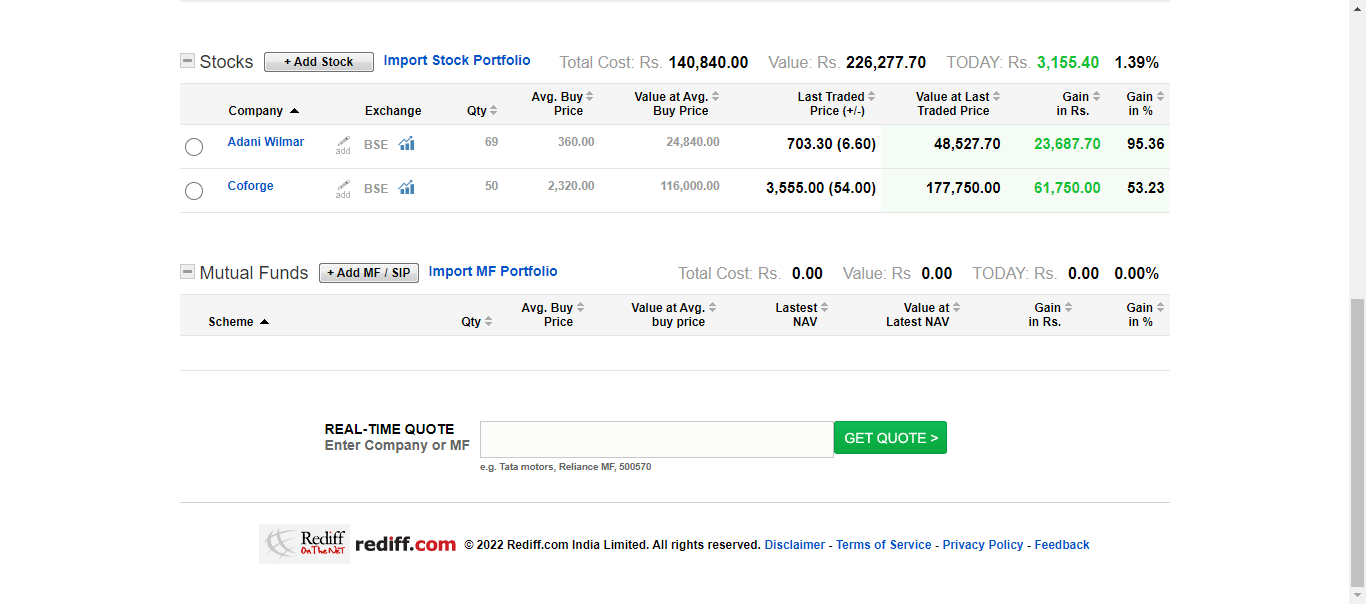 Stocks + Add Stock Import Stock Portfolio Total Cost: Rs. 140,840.00 Value: Rs. 226,277.70 TODAY: Rs. 3,155.40 1.39%
Company Exchange Qty Avg. Buy Price Value at Avg. Buy Price Last Traded Price (+/-) Value at Last Traded Price Gain in Rs. Gain in %
Adani Wilmar add BSE 69 360.00 24,840.00 703.30 (6.60) 48,527.70 23,687.70 95.36
Coforge add BSE 50 2,320.00 116,000.00 3,555.00 (54.00) 177,750.00 61,750.00 53.23
Mutual Funds + Add MF / SIP Import MF Portfolio Total Cost: Rs. 0.00 Value: Rs 0.00 TODAY: Rs. 0.00 0.00%
Scheme Qty Avg. Buy Price Value at Avg. buy price Lastest NAV Value at Latest NAV Gain in Rs. Gain in %
REAL-TIME QUOTE
Enter Company or MF GET QUOTE >
e.g. Tata motors, Reliance MF, 500570
Rediff On The NeT rediff.com © 2022 Rediff.com India Limited. All rights reserved. Disclaimer - Terms of Service - Privacy Policy - Feedback